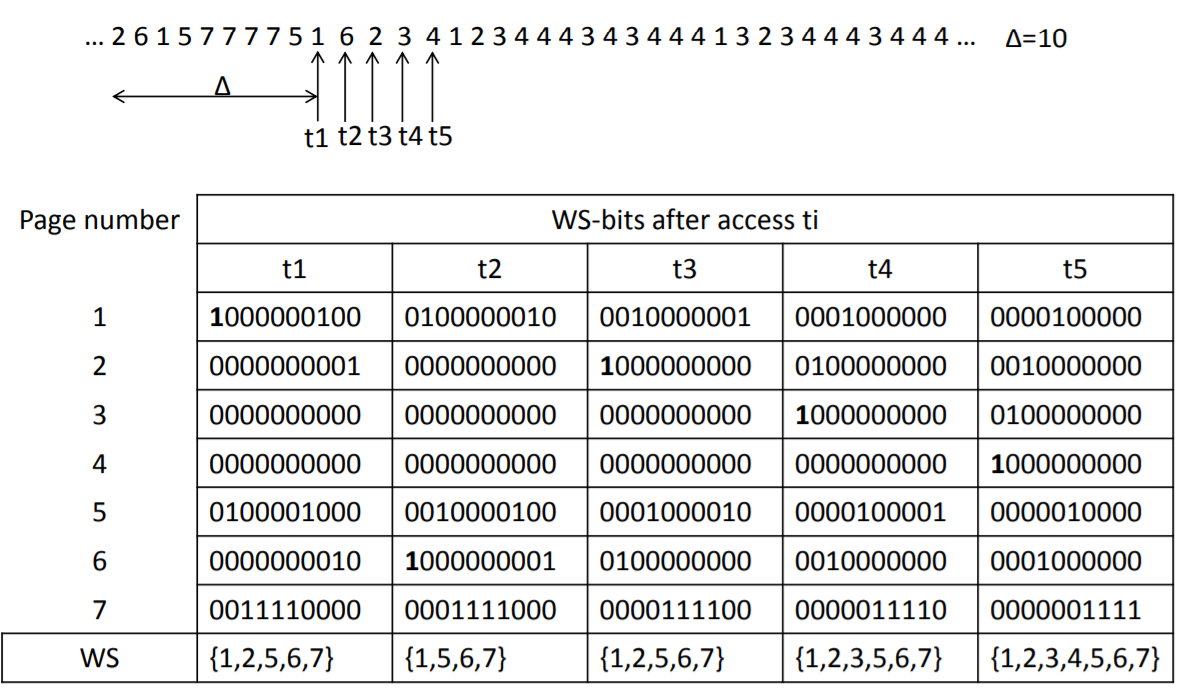 ... 2 6 1 5 7 7 7 7 5 1 6 2 3 4 1 2 3 4 4 4 3 4 3 4 4 4 1 3 2 3 4 4 4 3 4 4 4 ... Δ=10
Δ
t1 t2 t3 t4 t5
Page number WS-bits after access ti
t1 t2 t3 t4 t5
1 1000000100 0100000010 0010000001 0001000000 0000100000
2 0000000001 0000000000 1000000000 0100000000 0010000000
3 0000000000 0000000000 0000000000 1000000000 0100000000
4 0000000000 0000000000 0000000000 0000000000 1000000000
5 0100001000 0010000100 0001000010 0000100001 0000010000
6 0000000010 1000000001 0100000000 0010000000 0001000000
7 0011110000 0001111000 0000111100 0000011110 0000001111
WS {1,2,5,6,7} {1,5,6,7} {1,2,5,6,7} {1,2,3,5,6,7} {1,2,3,4,5,6,7}